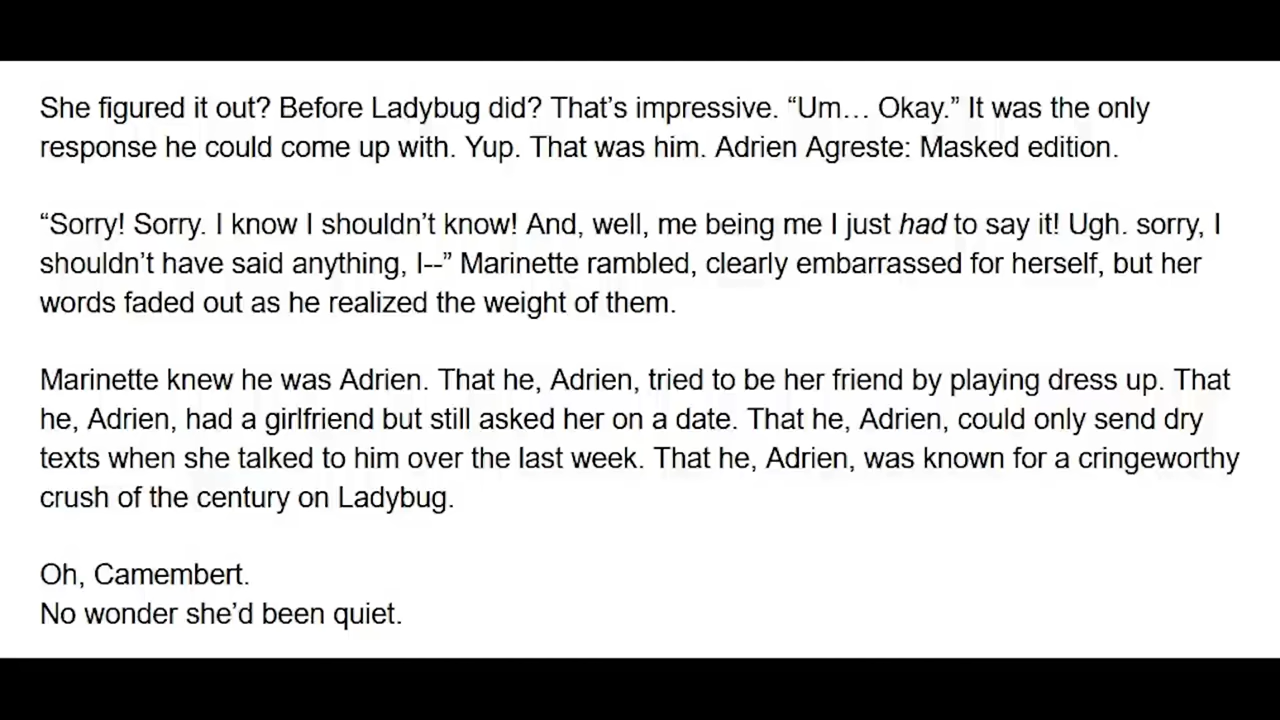 She figured it out? Before Ladybug did? That’s impressive. “Um… Okay.” It was the only
response he could come up with. Yup. That was him. Adrien Agreste: Masked edition.
“Sorry! Sorry. I know I shouldn’t know! And, well, me being me I just had to say it! Ugh. sorry, I
shouldn’t have said anything, I--” Marinette rambled, clearly embarrassed for herself, but her
words faded out as he realized the weight of them.
Marinette knew he was Adrien. That he, Adrien, tried to be her friend by playing dress up. That
he, Adrien, had a girlfriend but still asked her on a date. That he, Adrien, could only send dry
texts when she talked to him over the last week. That he, Adrien, was known for a cringeworthy
crush of the century on Ladybug.
Oh, Camembert.
No wonder she’d been quiet.